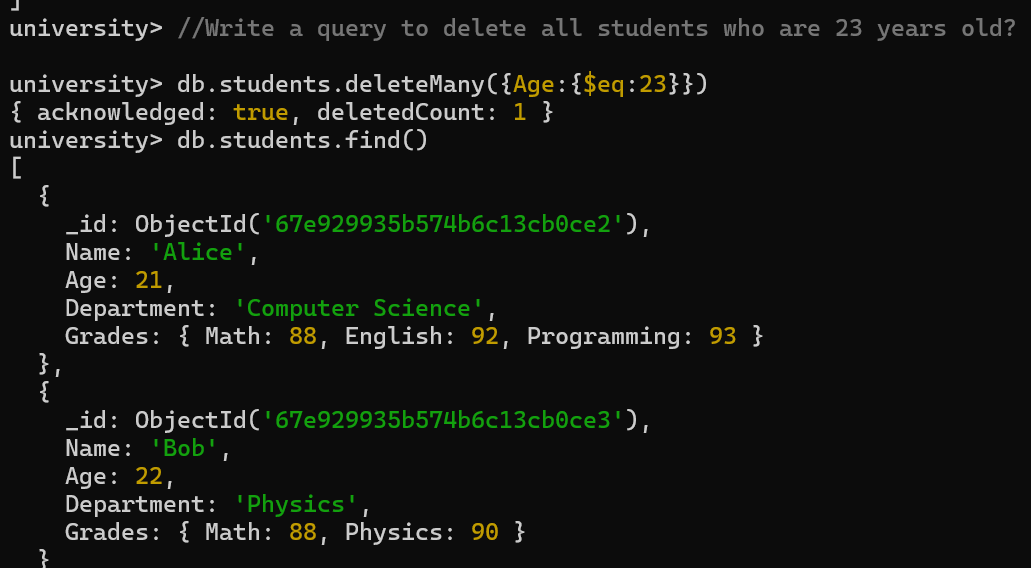 ]
university> //Write a query to delete all students who are 23 years old?
university> db.students.deleteMany({Age:{$eq:23}})
{ acknowledged: true, deletedCount: 1 }
university> db.students.find()
[
  {
    _id: ObjectId('67e929935b574b6c13cb0ce2'),
    Name: 'Alice',
    Age: 21,
    Department: 'Computer Science',
    Grades: { Math: 88, English: 92, Programming: 93 }
  },
  {
    _id: ObjectId('67e929935b574b6c13cb0ce3'),
    Name: 'Bob',
    Age: 22,
    Department: 'Physics',
    Grades: { Math: 88, Physics: 90 }
  }